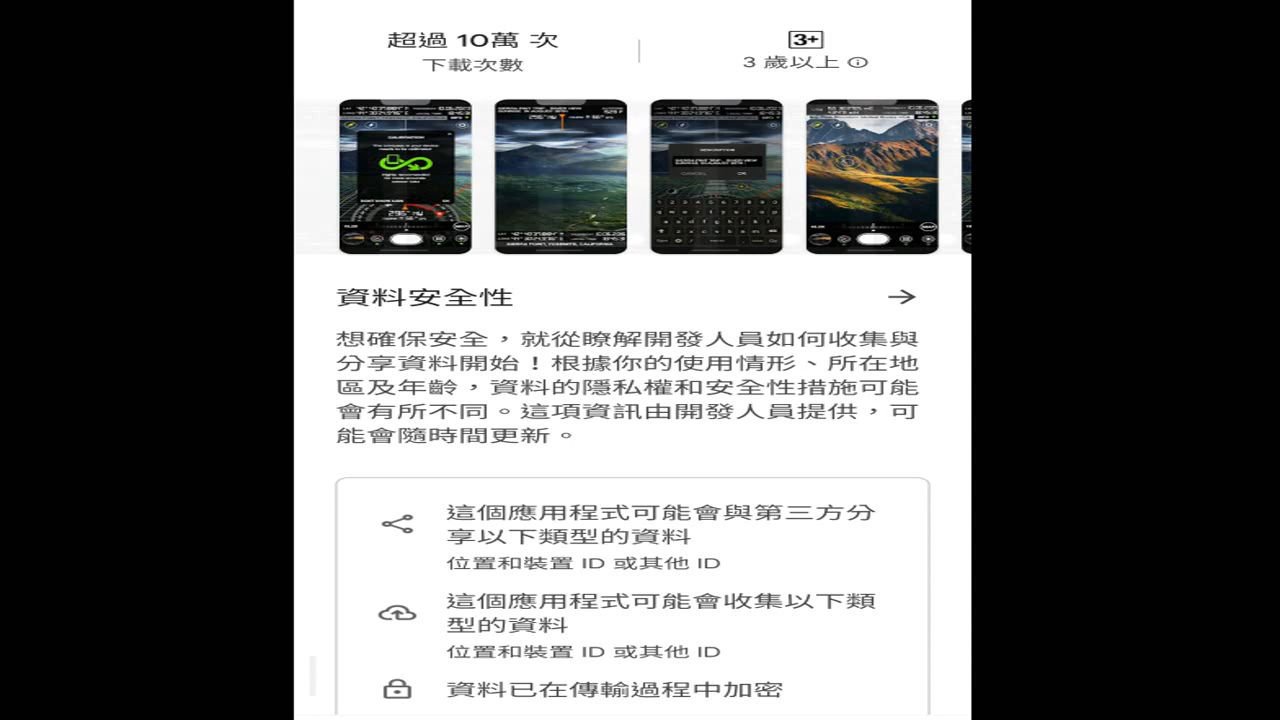 超過 10萬 次
下載次數
3+
3 歲以上
CALIBRATION
DESCRIPTION
CANCEL
OK
資料安全性
想確保安全，就從瞭解開發人員如何收集與
分享資料開始！根據你的使用情形、所在地
區及年齡，資料的隱私權和安全性措施可能
會有所不同。這項資訊由開發人員提供，可
能會隨時間更新。
這個應用程式可能會與第三方分
享以下類型的資料
位置和裝置 ID 或其他 ID
這個應用程式可能會收集以下類
型的資料
位置和裝置 ID 或其他 ID
資料已在傳輸過程中加密